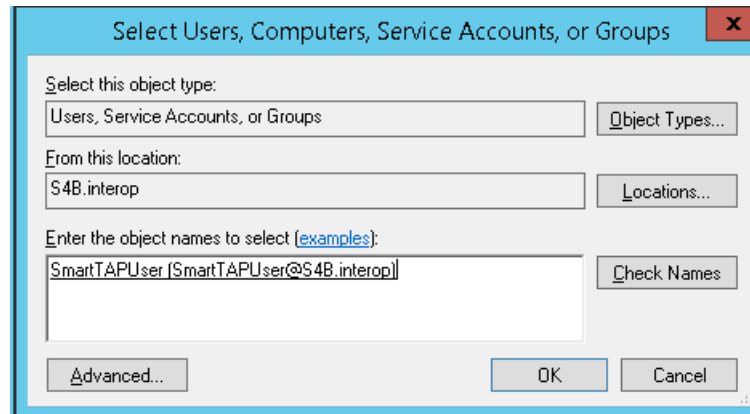 Select Users, Computers, Service Accounts, or Groups
x
Select this object type:
Users, Service Accounts, or Groups
Object Types...
From this location:
S4B.interop
Locations...
Enter the object names to select (examples):
SmartTAPUser (SmartTAPUser@S4B.interop)
Check Names
Advanced...
OK
Cancel